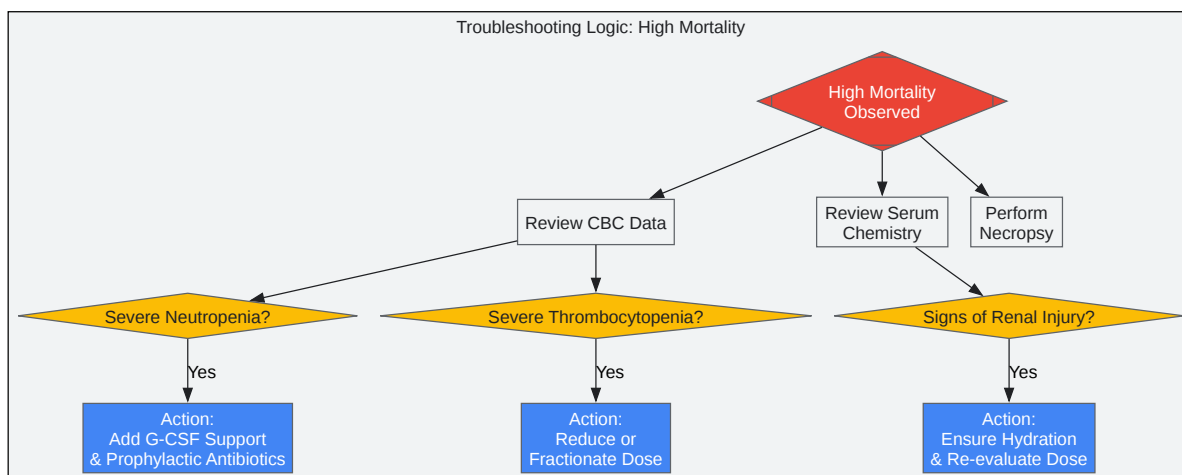 Troubleshooting Logic: High Mortality
High Mortality
Observed
Review CBC Data
Review Serum
Chemistry
Perform
Necropsy
Severe Neutropenia?
Severe Thrombocytopenia?
Signs of Renal Injury?
Yes
Yes
Yes
Action:
Add G-CSF Support
& Prophylactic Antibiotics
Action:
Reduce or
Fractionate Dose
Action:
Ensure Hydration
& Re-evaluate Dose